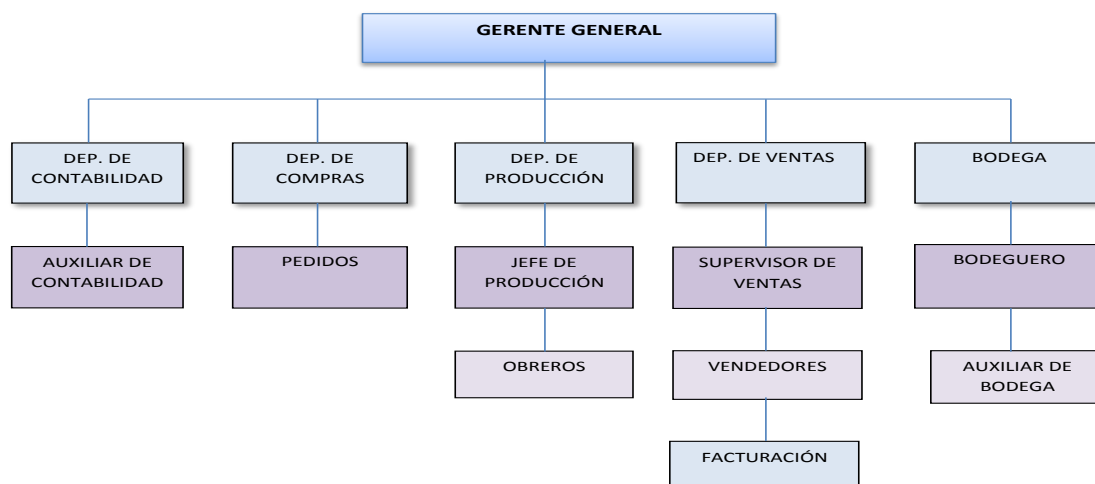 GERENTE GENERAL
DEP. DE
CONTABILIDAD
DEP. DE
COMPRAS
DEP. DE
PRODUCCIÓN
DEP. DE VENTAS
BODEGA
AUXILIAR DE
CONTABILIDAD
PEDIDOS
JEFE DE
PRODUCCIÓN
SUPERVISOR DE
VENTAS
BODEGUERO
OBREROS
VENDEDORES
AUXILIAR DE
BODEGA
FACTURACIÓN